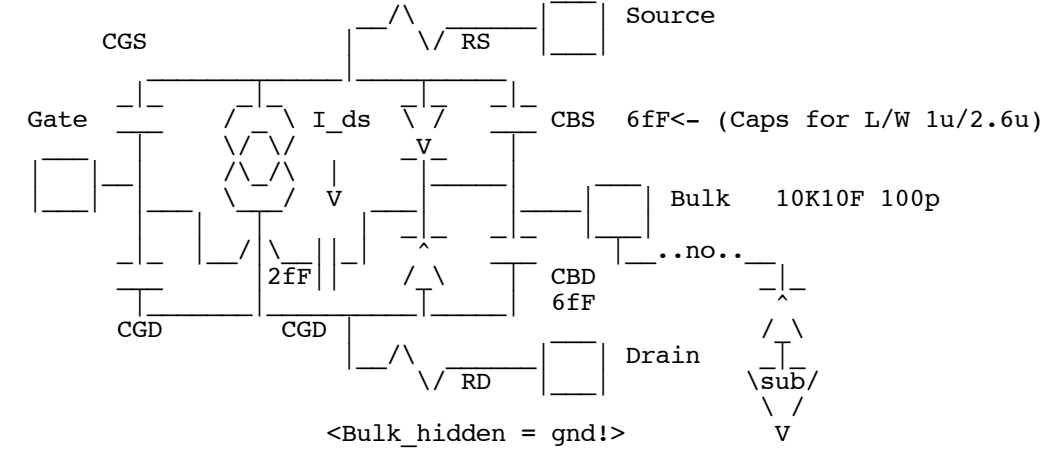 Source
CGS RS
Gate I_ds CBS 6fF<- (Caps for L/W 1u/2.6u)
V
V Bulk 10K10F 100p
..no..
2fF CBD
6fF
CGD CGD
Drain
RD sub
<Bulk_hidden = gnd!> V